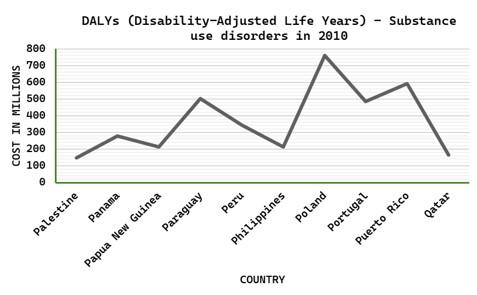 DALYs (Disability-Adjusted Life Years) - Substance
use disorders in 2010
COST IN MILLIONS
800
700
600
500
400
300
200
100
0
Palestine
Panama
Papua New Guinea
Paraguay
Peru
Philippines
Poland
Portugal
Puerto Rico
Qatar
COUNTRY